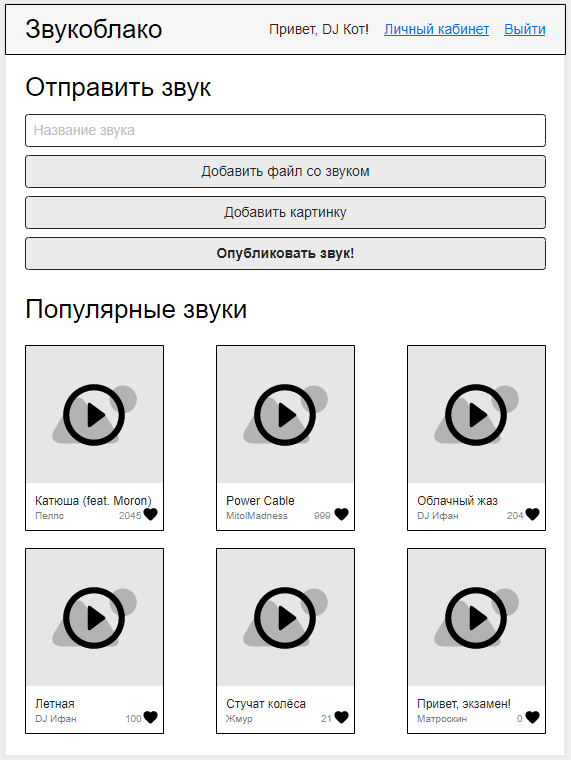 Звукоблако
Привет, DJ Кот! Личный кабинет Выйти
Отправить звук
Название звука
Добавить файл со звуком
Добавить картинку
Опубликовать звук!
Популярные звуки
Катюша (feat. Moron)
Пелпс 2045
Power Cable
MitolMadness 999
Облачный жаз
DJ Ифан 204
Летная
DJ Ифан 100
Стучат колёса
Жмур 21
Привет, экзамен!
Матроскин 0